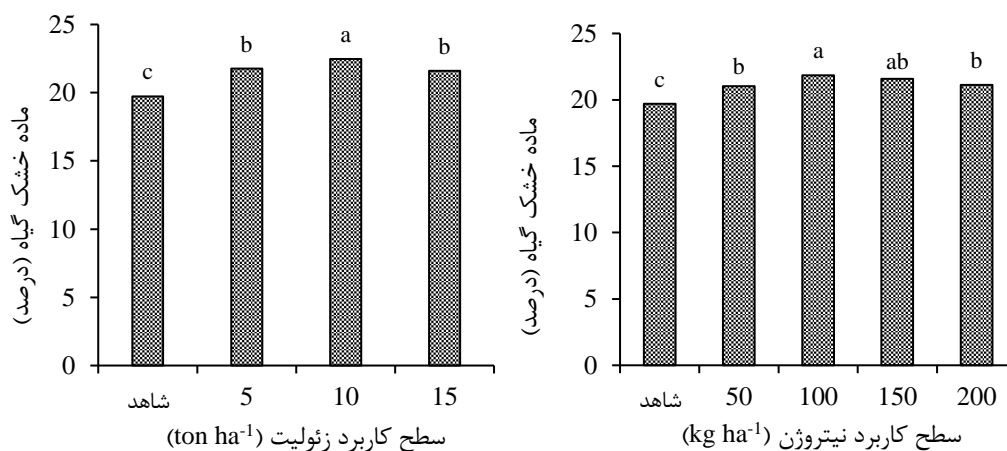 25
20
15
10
5
0
ماده خشک گیاه (درصد)
c
b
a
b
شاهد
5
10
15
سطح کاربرد زئولیت (ton ha⁻¹)
25
20
15
10
5
0
ماده خشک گیاه (درصد)
c
b
a
ab
b
شاهد
50
100
150
200
سطح کاربرد نیتروژن (kg ha⁻¹)